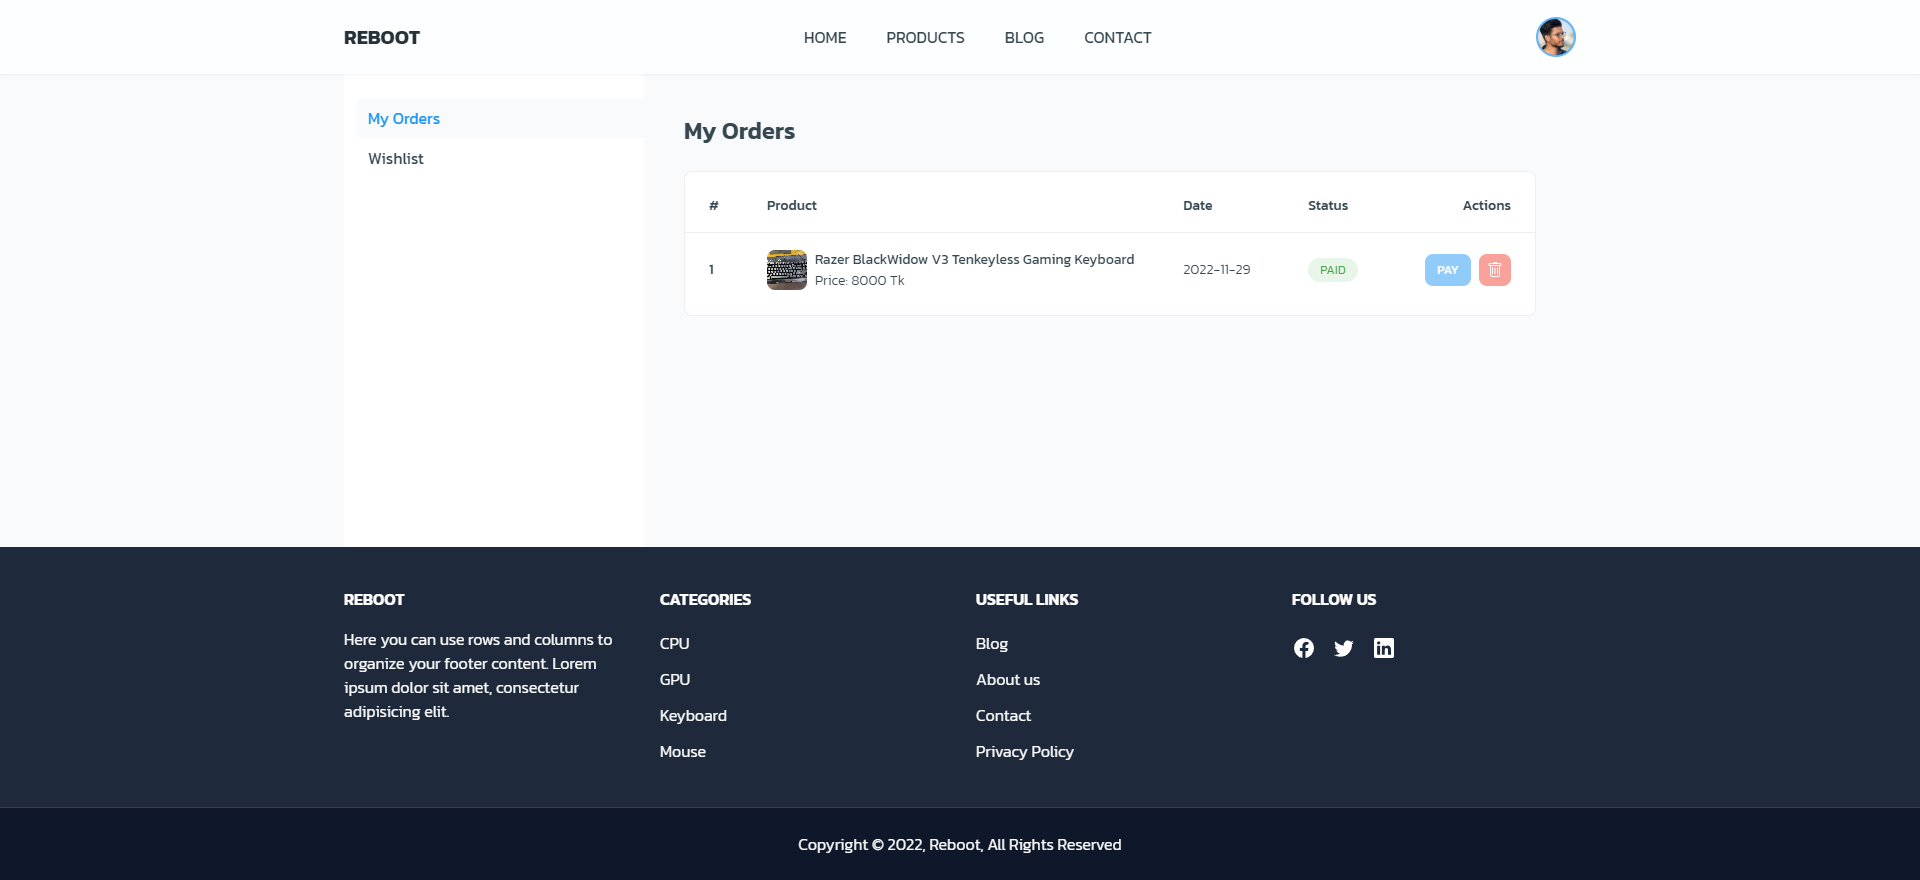 REBOOT
HOME
PRODUCTS
BLOG
CONTACT
My Orders
Wishlist
My Orders
# Product Date Status Actions
1 Razer BlackWidow V3 Tenkeyless Gaming Keyboard
Price: 8000 Tk
2022-11-29
PAID
PAY
REBOOT
Here you can use rows and columns to
organize your footer content. Lorem
ipsum dolor sit amet, consectetur
adipisicing elit.
CATEGORIES
CPU
GPU
Keyboard
Mouse
USEFUL LINKS
Blog
About us
Contact
Privacy Policy
FOLLOW US
Copyright © 2022, Reboot, All Rights Reserved